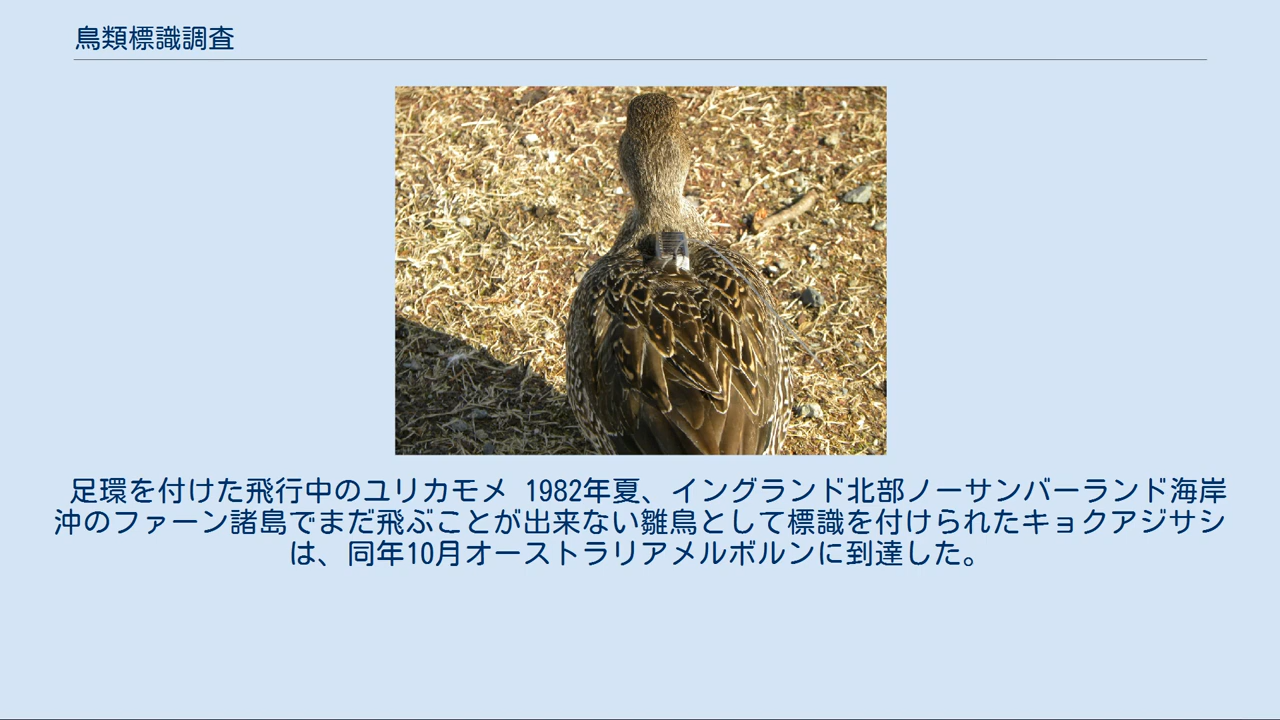 鳥類標識調査
足環を付けた飛行中のユリカモメ 1982年夏、イングランド北部ノーサンバーランド海岸
沖のファーン諸島でまだ飛ぶことが出来ない雛鳥として標識を付けられたキョクアジサシ
は、同年10月オーストラリアメルボルンに到達した。